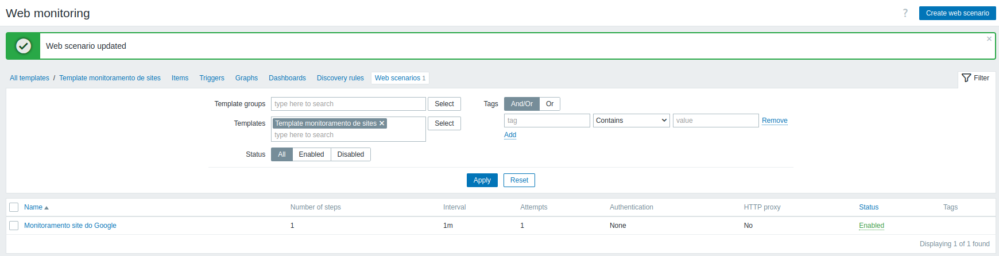 Web monitoring
? Create web scenario
Web scenario updated
All templates / Template monitoramento de sites Items Triggers Graphs Dashboards Discovery rules Web scenarios 1 Filter
Template groups type here to search Select Tags And/Or Or
tag Contains value Remove
Templates Template monitoramento de sites Select
type here to search Add
Status All Enabled Disabled
Apply Reset
Name Number of steps Interval Attempts Authentication HTTP proxy Status Tags
Monitoramento site do Google 1 1m 1 None No Enabled
Displaying 1 of 1 found